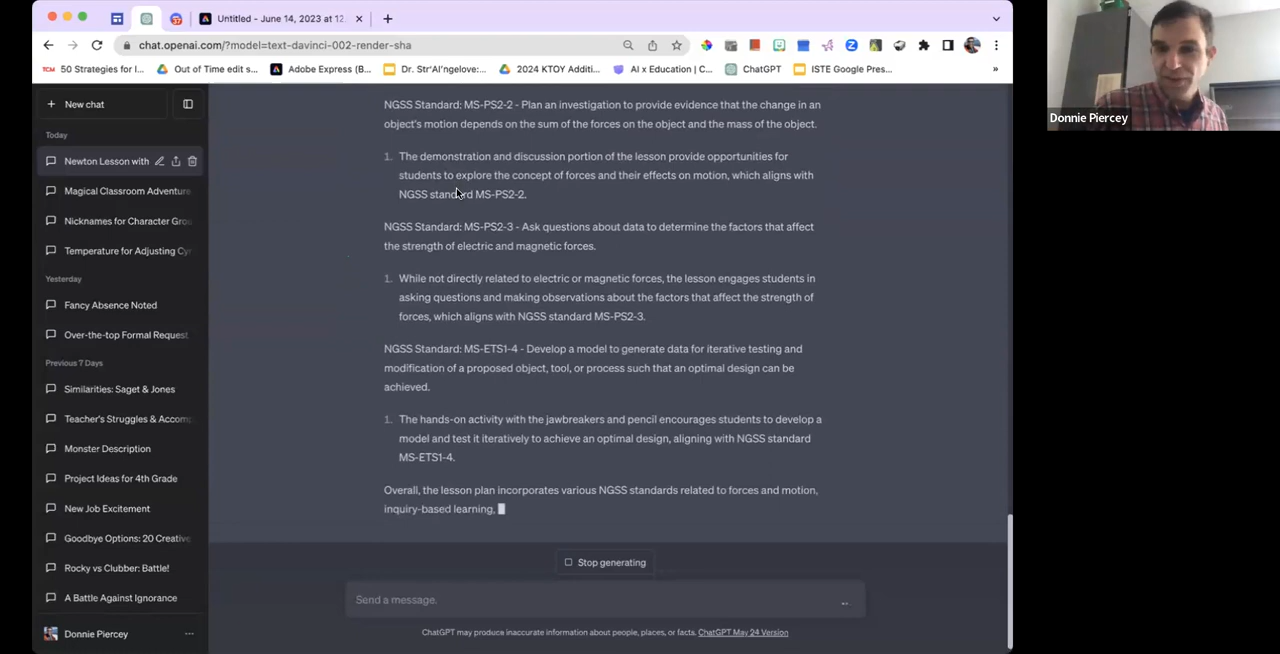 Untitled - June 14, 2023 at 12
chat.openai.com/?model=text-davinci-002-render-sha
50 Strategies for I...
Out of Time edit s...
Adobe Express (B...
Dr. Str'AI'ngelove:...
2024 KTOY Additi...
AI x Education | C...
ChatGPT
ISTE Google Pres...
»
New chat
Today
Newton Lesson with
Magical Classroom Adventure
Nicknames for Character Gro
Temperature for Adjusting Cr
Yesterday
Fancy Absence Noted
Over-the-top Formal Request
Previous 7 Days
Similarities: Saget & Jones
Teacher's Struggles & Accom
Monster Description
Project Ideas for 4th Grade
New Job Excitement
Goodbye Options: 20 Creative
Rocky vs Clubber: Battle!
A Battle Against Ignorance
Donnie Piercey
NGSS Standard: MS-PS2-2 - Plan an investigation to provide evidence that the change in an
object's motion depends on the sum of the forces on the object and the mass of the object.
1. The demonstration and discussion portion of the lesson provide opportunities for
students to explore the concept of forces and their effects on motion, which aligns with
NGSS standard MS-PS2-2.
NGSS Standard: MS-PS2-3 - Ask questions about data to determine the factors that affect
the strength of electric and magnetic forces.
1. While not directly related to electric or magnetic forces, the lesson engages students in
asking questions and making observations about the factors that affect the strength of
forces, which aligns with NGSS standard MS-PS2-3.
NGSS Standard: MS-ETS1-4 - Develop a model to generate data for iterative testing and
modification of a proposed object, tool, or process such that an optimal design can be
achieved.
1. The hands-on activity with the jawbreakers and pencil encourages students to develop a
model and test it iteratively to achieve an optimal design, aligning with NGSS standard
MS-ETS1-4.
Overall, the lesson plan incorporates various NGSS standards related to forces and motion,
inquiry-based learning,
Stop generating
Send a message.
ChatGPT may produce inaccurate information about people, places, or facts. ChatGPT May 24 Version
Donnie Piercey